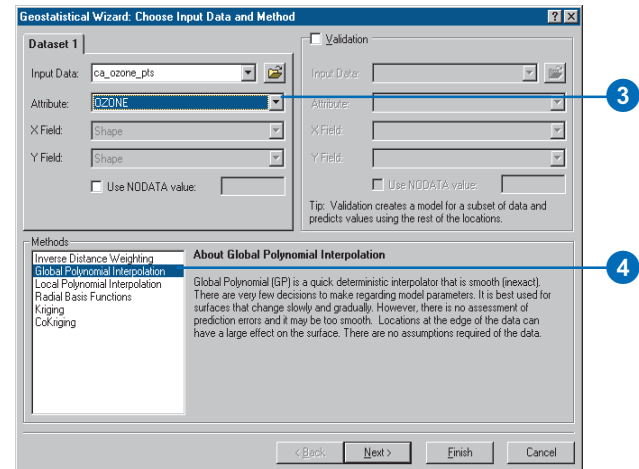 Geostatistical Wizard: Choose Input Data and Method
Dataset 1
Input Data: ca_ozone_pts
Attribute: OZONE
X Field: Shape
Y Field: Shape
Use NODATA value:
Validation
Input Data:
Attribute:
X Field:
Y Field:
Use NODATA value:
Tip: Validation creates a model for a subset of data and
predicts values using the rest of the locations.
3
Methods
Inverse Distance Weighting
Global Polynomial Interpolation
Local Polynomial Interpolation
Radial Basis Functions
Kriging
CoKriging
About Global Polynomial Interpolation
Global Polynomial (GP) is a quick deterministic interpolator that is smooth (inexact).
There are very few decisions to make regarding model parameters. It is best used for
surfaces that change slowly and gradually. However, there is no assessment of
prediction errors and it may be too smooth. Locations at the edge of the data can
have a large effect on the surface. There are no assumptions required of the data.
4
< Back
Next >
Finish
Cancel